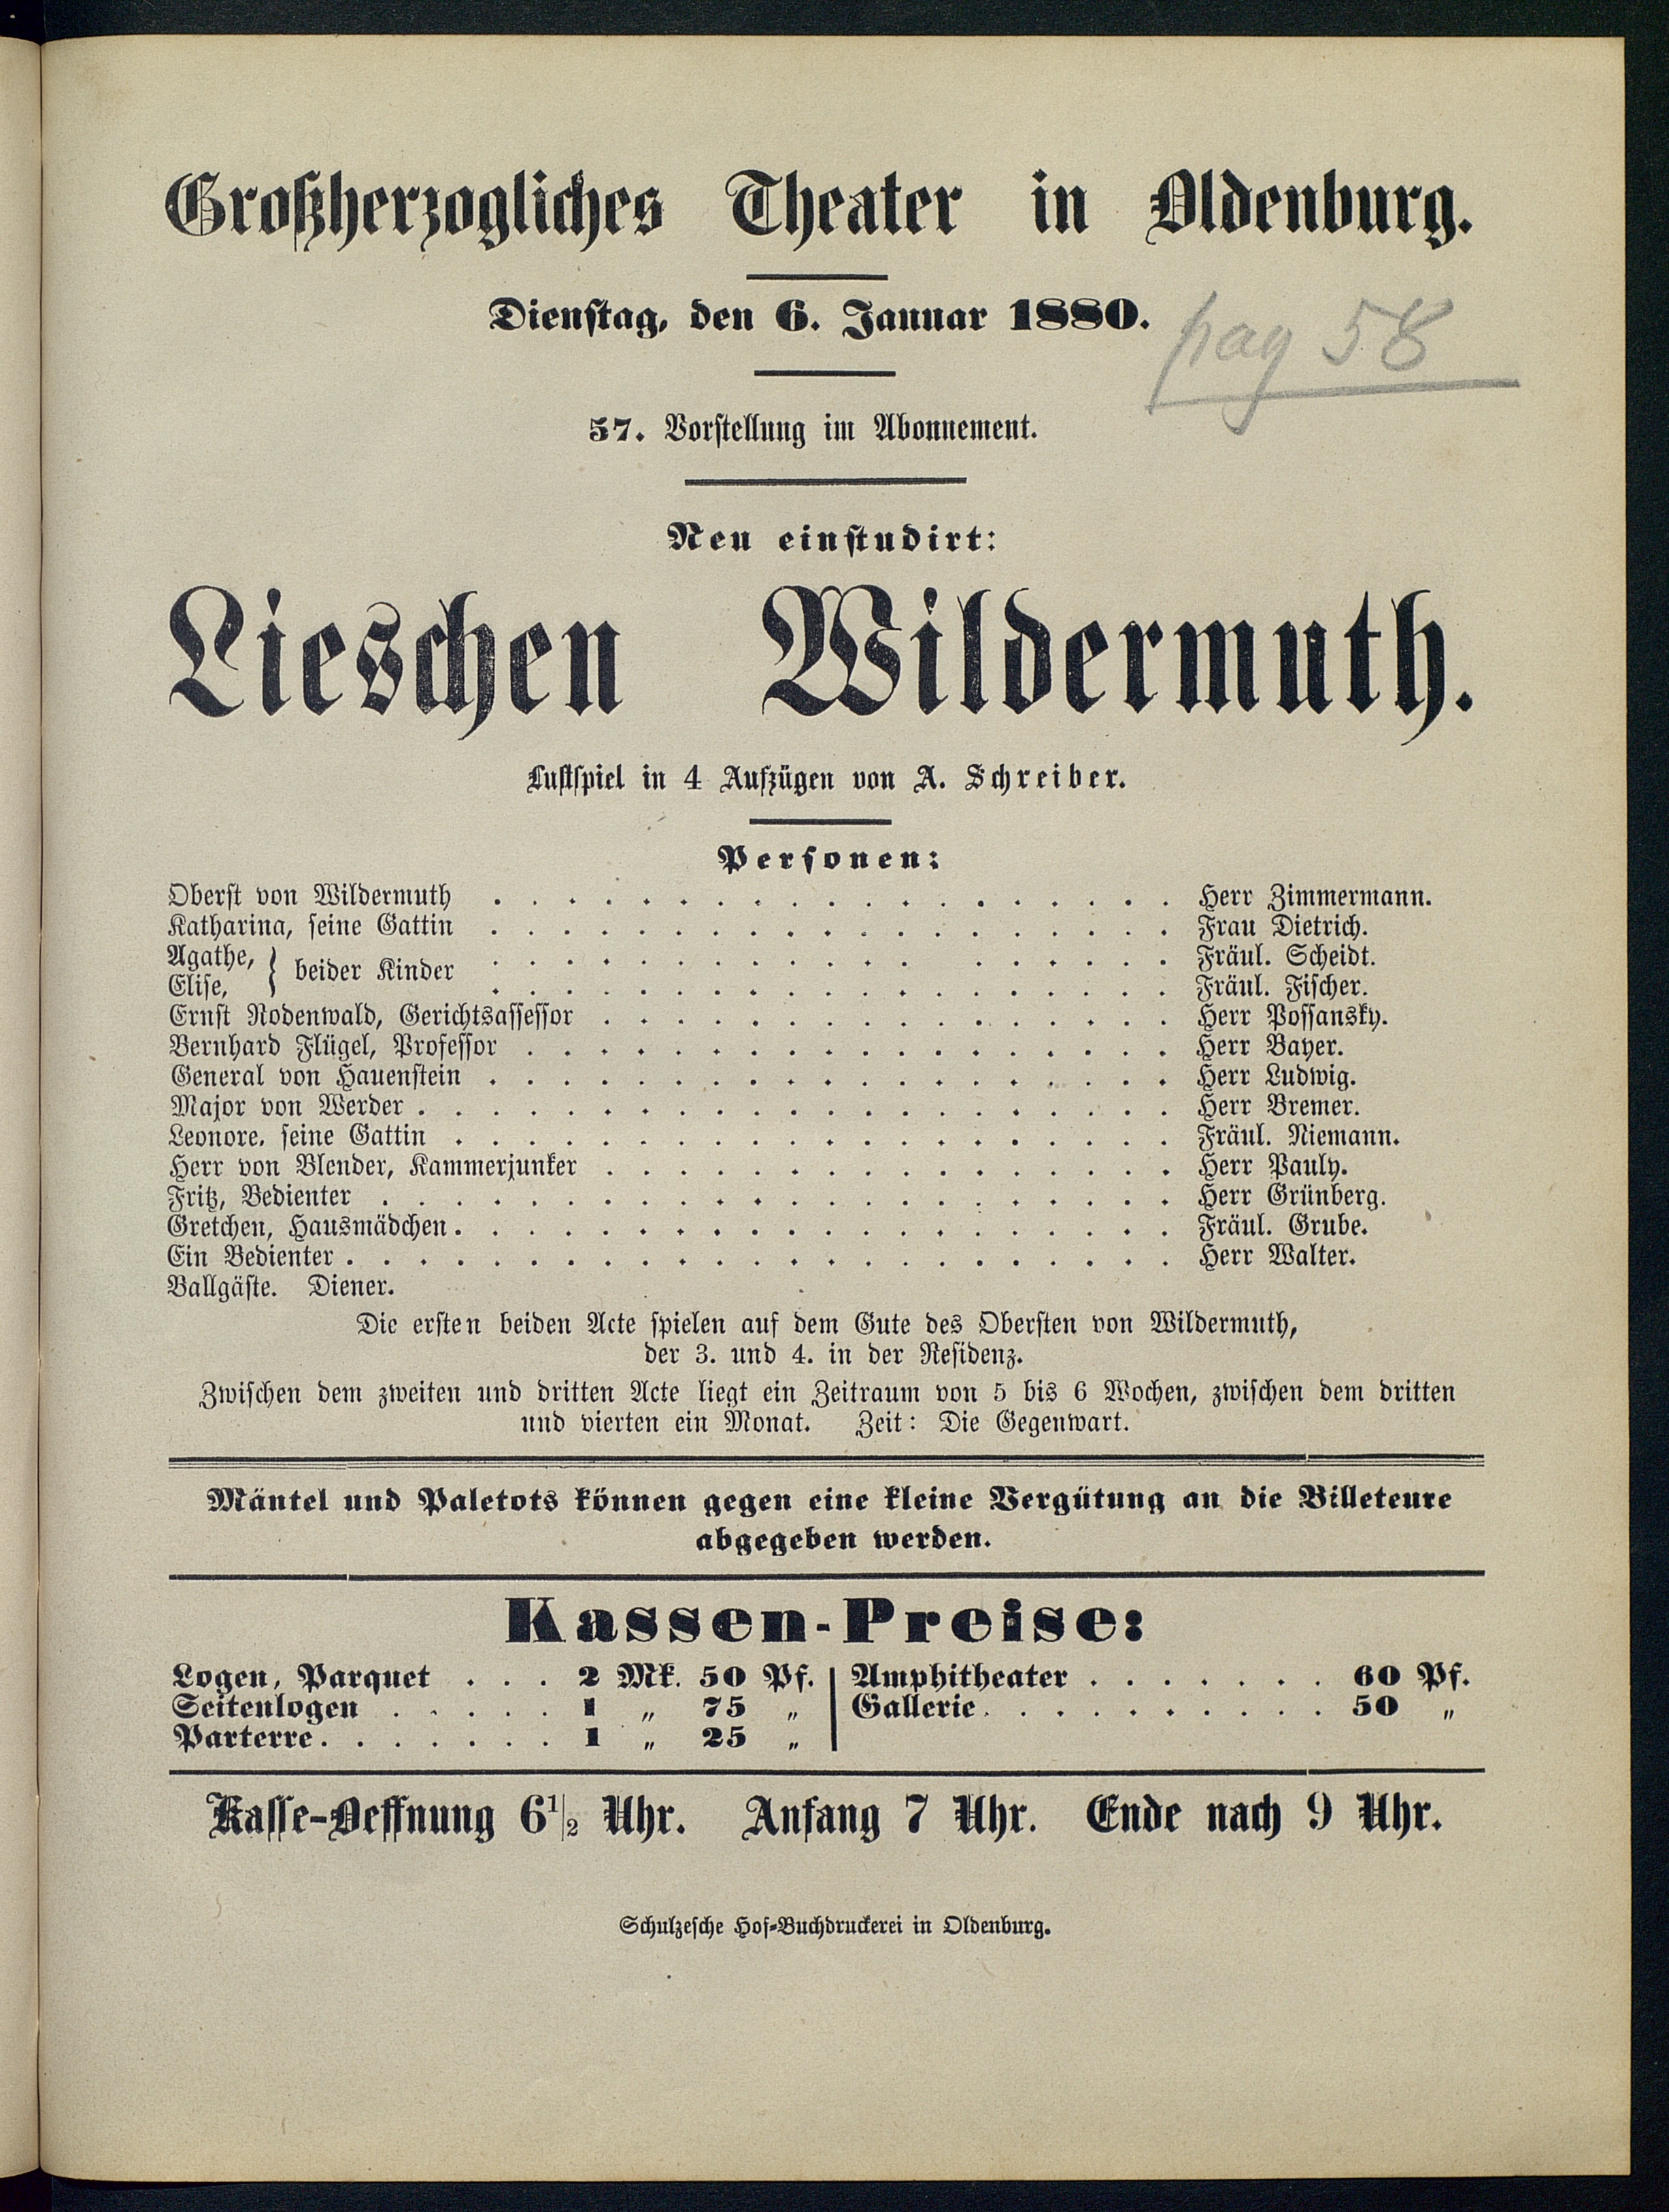 Großherzogliches Theater in Oldenburg.
Dienstag, den 6. Januar 1880.
pag 58
57. Vorstellung im Abonnement.
Neu einstudirt:
Lieschen Wildermuth.
Lustspiel in 4 Aufzügen von A. Schreiber.
Personen:
Oberst von Wildermuth . . . . . . . . . . . . . . . . . . . Herr Zimmermann.
Katharina, seine Gattin . . . . . . . . . . . . . . . . . . . Frau Dietrich.
Agathe, } beider Kinder . . . . . . . . . . . . . . . . . . Fräul. Scheidt.
Elise, . . . . . . . . . . . . . . . . . . . Fräul. Fischer.
Ernst Rodenwald, Gerichtsassessor . . . . . . . . . . . . . . . . Herr Possansky.
Bernhard Flügel, Professor . . . . . . . . . . . . . . . . . . Herr Bayer.
General von Hauenstein . . . . . . . . . . . . . . . . . . . Herr Ludwig.
Major von Werder . . . . . . . . . . . . . . . . . . . . . Herr Bremer.
Leonore, seine Gattin . . . . . . . . . . . . . . . . . . . . Fräul. Niemann.
Herr von Blender, Kammerjunker . . . . . . . . . . . . . . . . Herr Pauly.
Fritz, Bedienter . . . . . . . . . . . . . . . . . . . . . . Herr Grünberg.
Gretchen, Hausmädchen . . . . . . . . . . . . . . . . . . . . Fräul. Grube.
Ein Bedienter . . . . . . . . . . . . . . . . . . . . . . . Herr Walter.
Ballgäste. Diener.
Die ersten beiden Acte spielen auf dem Gute des Obersten von Wildermuth,
der 3. und 4. in der Residenz.
Zwischen dem zweiten und dritten Acte liegt ein Zeitraum von 5 bis 6 Wochen, zwischen dem dritten
und vierten ein Monat. Zeit: Die Gegenwart.
Mäntel und Paletots können gegen eine kleine Vergütung an die Billeteure
abgegeben werden.
Kassen-Preise:
Logen, Parquet . . . 2 Mk. 50 Pf. | Amphitheater . . . . . . . 60 Pf.
Seitenlogen . . . . . 1 „ 75 „ | Gallerie . . . . . . . . . . 50 „
Parterre . . . . . . . 1 „ 25 „
Kasse-Oeffnung 6 1/2 Uhr. Anfang 7 Uhr. Ende nach 9 Uhr.
Schulzesche Hof-Buchdruckerei in Oldenburg.